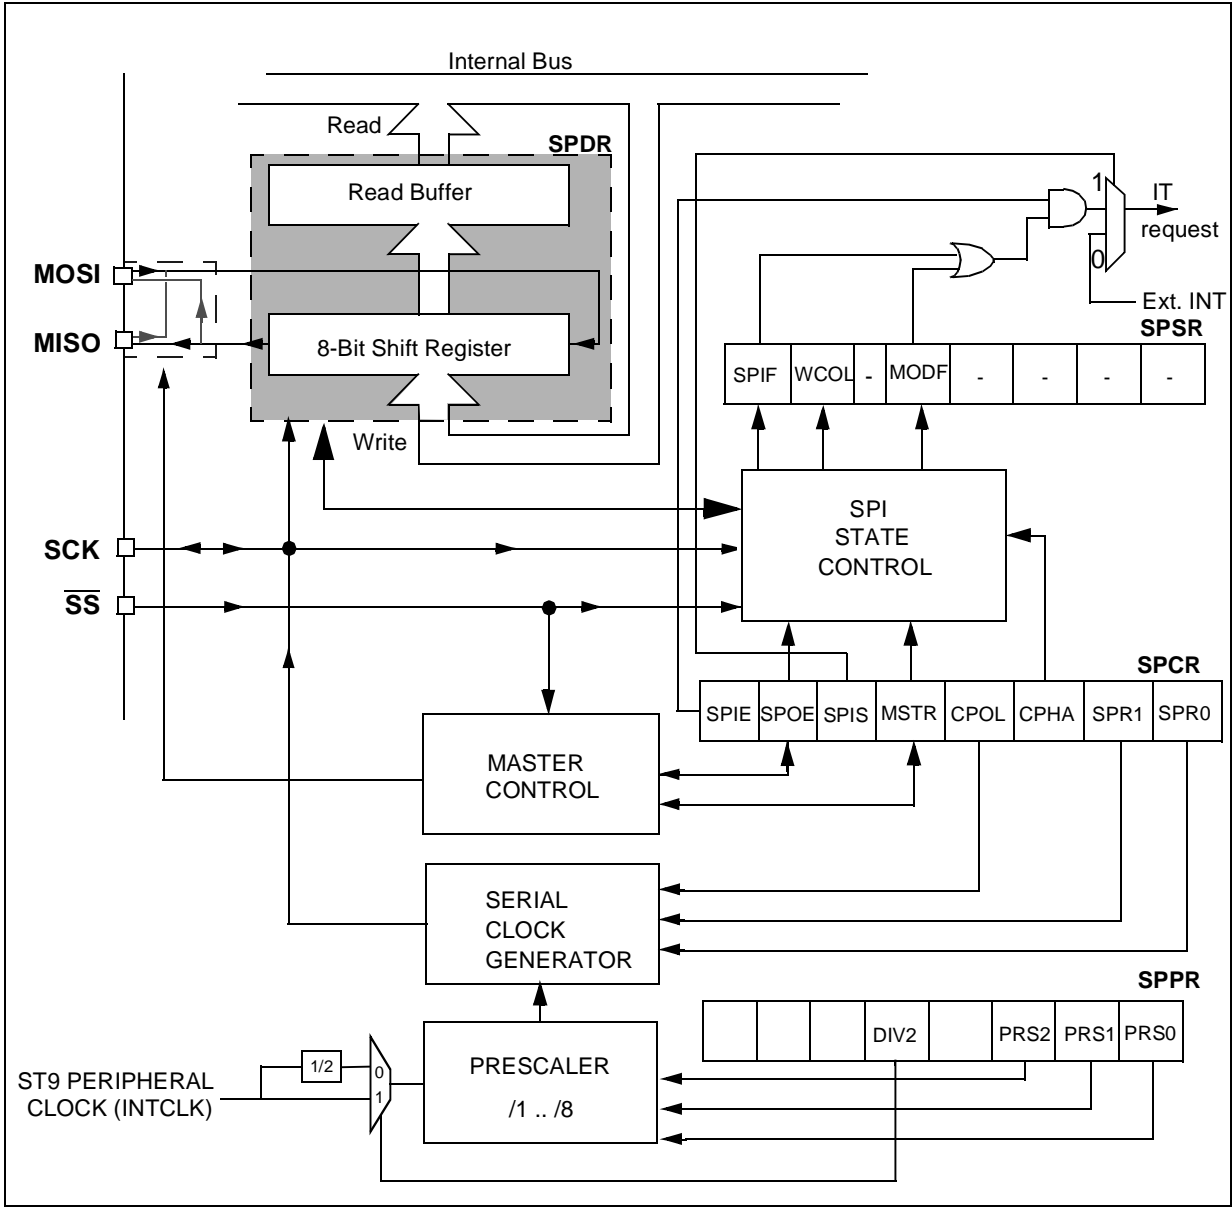 Internal Bus
Read
SPDR
Read Buffer
1
IT
request
0
Ext. INT
MOSI
MISO
8-Bit Shift Register
SPSR
SPIF WCOL - MODF - - - -
Write
SPI
STATE
CONTROL
SCK
SS
SPCR
SPIE SPOE SPIS MSTR CPOL CPHA SPR1 SPR0
MASTER
CONTROL
SERIAL
CLOCK
GENERATOR
SPPR
DIV2 PRS2 PRS1 PRS0
1/2
0
1
ST9 PERIPHERAL
CLOCK (INTCLK)
PRESCALER
/1 .. /8